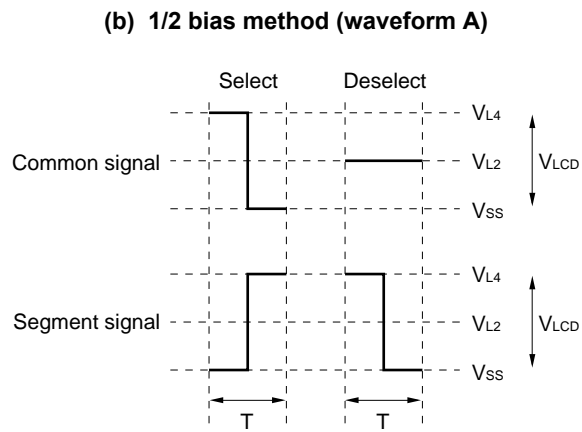 (b) 1/2 bias method (waveform A)
Select
Deselect
Common signal
VL4
VL2
VSS
VLCD
Segment signal
VL4
VL2
VSS
VLCD
T
T